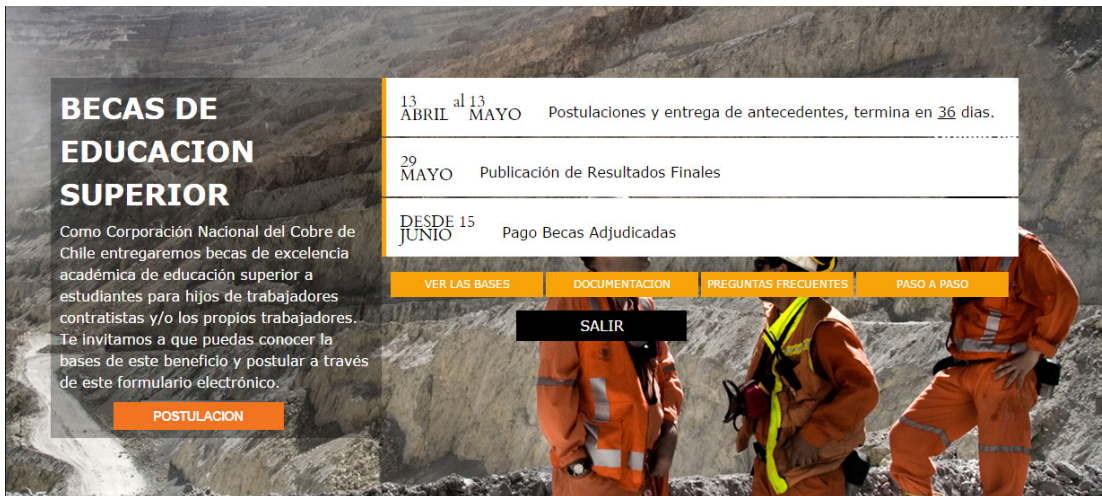 BECAS DE
EDUCACION
SUPERIOR
Como Corporación Nacional del Cobre de
Chile entregaremos becas de excelencia
académica de educación superior a
estudiantes para hijos de trabajadores
contratistas y/o los propios trabajadores.
Te invitamos a que puedas conocer la
bases de este beneficio y postular a través
de este formulario electrónico.
POSTULACION
13 ABRIL al 13 MAYO Postulaciones y entrega de antecedentes, termina en 36 dias.
29 MAYO Publicación de Resultados Finales
DESDE 15 JUNIO Pago Becas Adjudicadas
VER LAS BASES DOCUMENTACION PREGUNTAS FRECUENTES PASO A PASO
SALIR